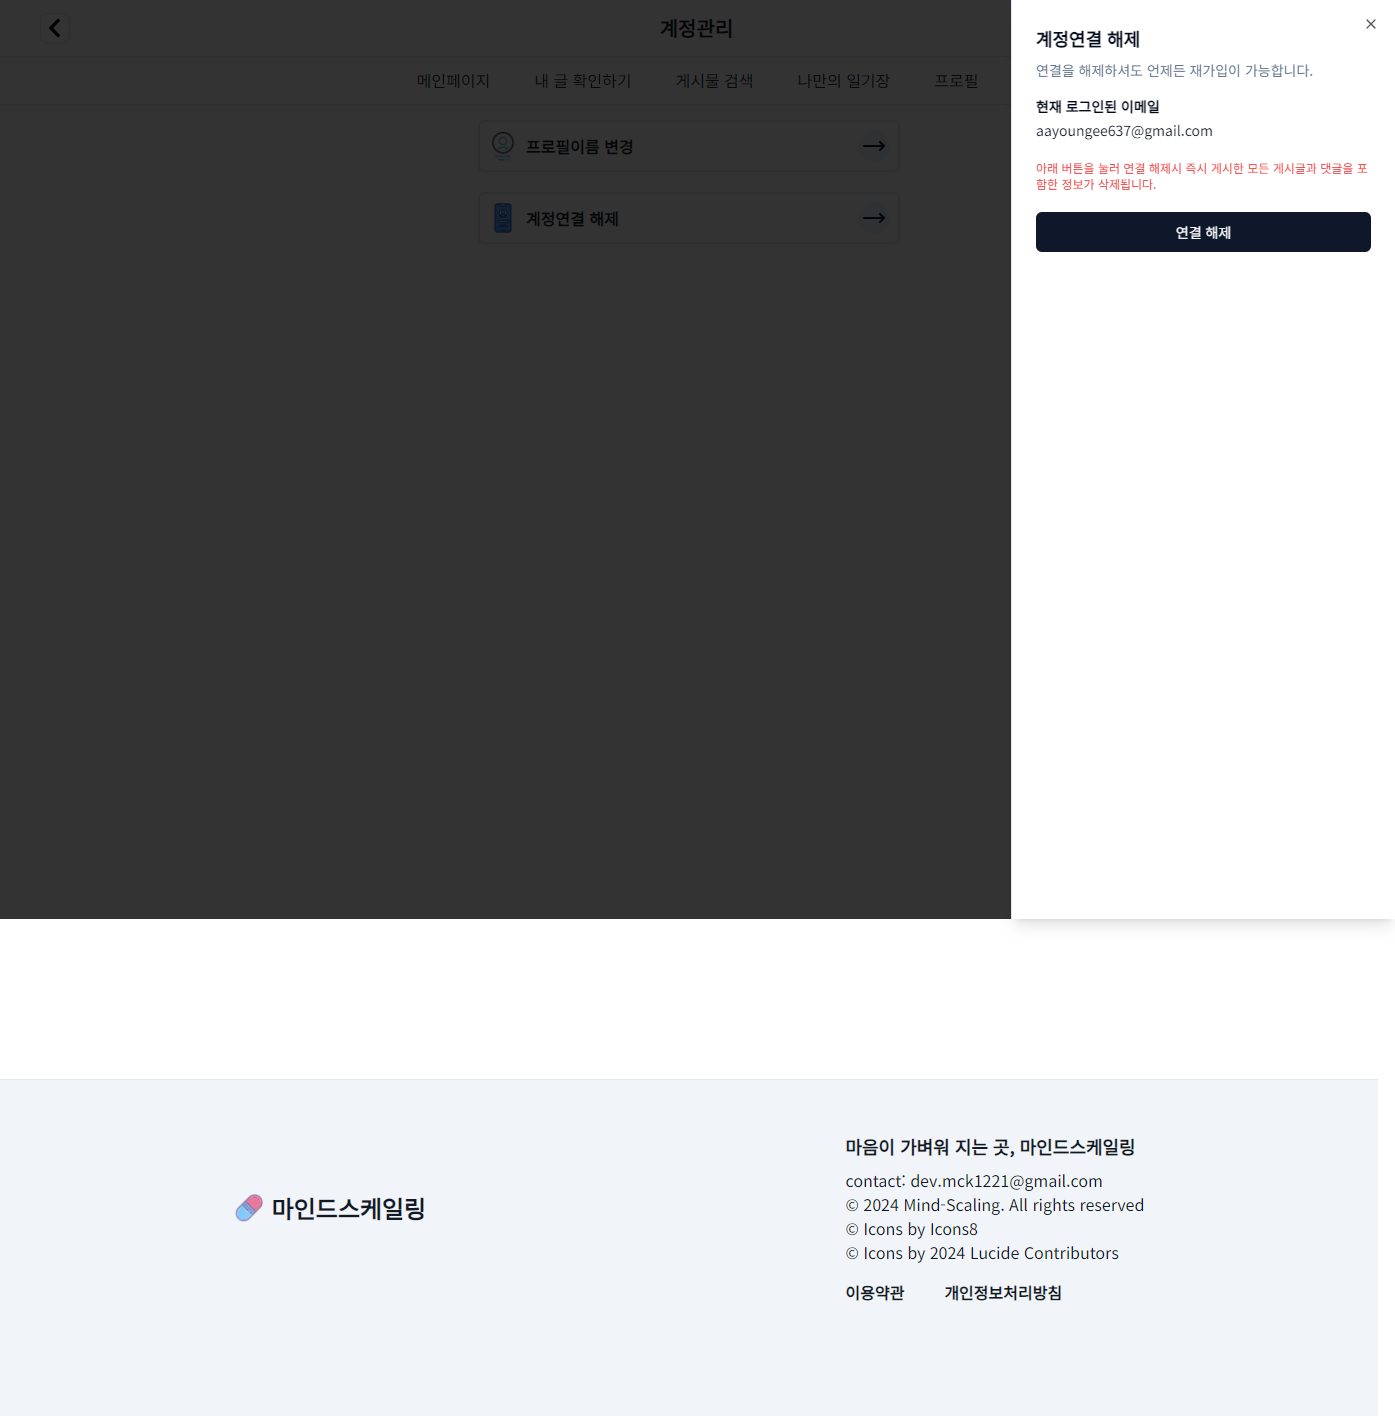 계정관리
메인페이지 내 글 확인하기 게시물 검색 나만의 일기장 프로필
프로필이름 변경
계정연결 해제
계정연결 해제
연결을 해제하셔도 언제든 재가입이 가능합니다.
현재 로그인된 이메일
aayoungee637@gmail.com
아래 버튼을 눌러 연결 해제시 즉시 게시한 모든 게시글과 댓글을 포
함한 정보가 삭제됩니다.
연결 해제
마인드스케일링
마음이 가벼워 지는 곳, 마인드스케일링
contact: dev.mck1221@gmail.com
© 2024 Mind-Scaling. All rights reserved
© Icons by Icons8
© Icons by 2024 Lucide Contributors
이용약관 개인정보처리방침